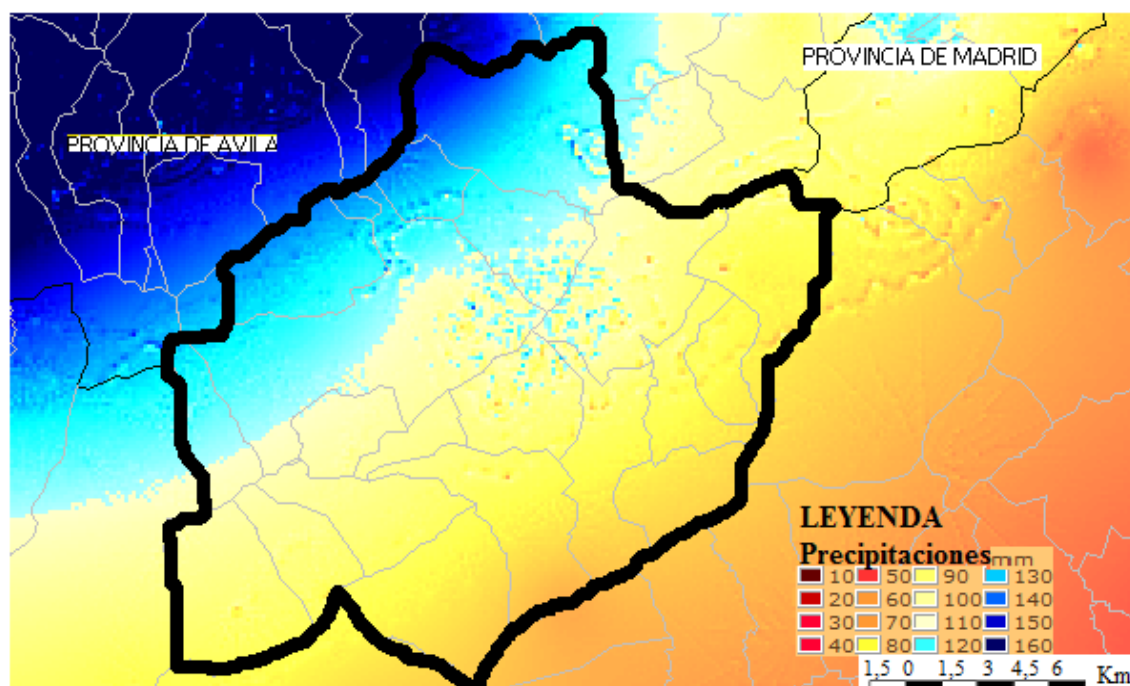 PROVINCIA DE MADRID
PROVINCIA DE AVILA
LEYENDA
Precipitaciones mm
10 50 90 130
20 60 100 140
30 70 110 150
40 80 120 160
1,5 0 1,5 3 4,5 6 Km